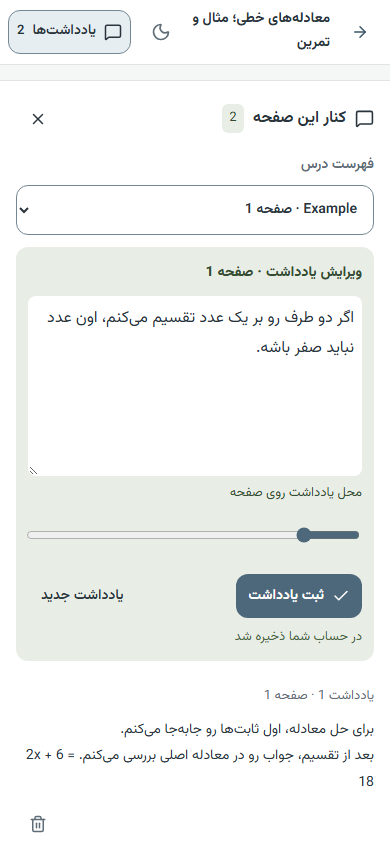 معادله‌های خطی؛ مثال و
تمرین
یادداشت‌ها 2
کنار این صفحه 2
فهرست درس
Example · صفحه 1
ویرایش یادداشت · صفحه 1
اگر دو طرف رو بر یک عدد تقسیم می‌کنم، اون عدد
نباید صفر باشه.
محل یادداشت روی صفحه
ثبت یادداشت
یادداشت جدید
در حساب شما ذخیره شد
یادداشت 1 · صفحه 1
برای حل معادله، اول ثابت‌ها رو جابه‌جا می‌کنم.
بعد از تقسیم، جواب رو در معادله اصلی بررسی می‌کنم. 2x + 6 =
18